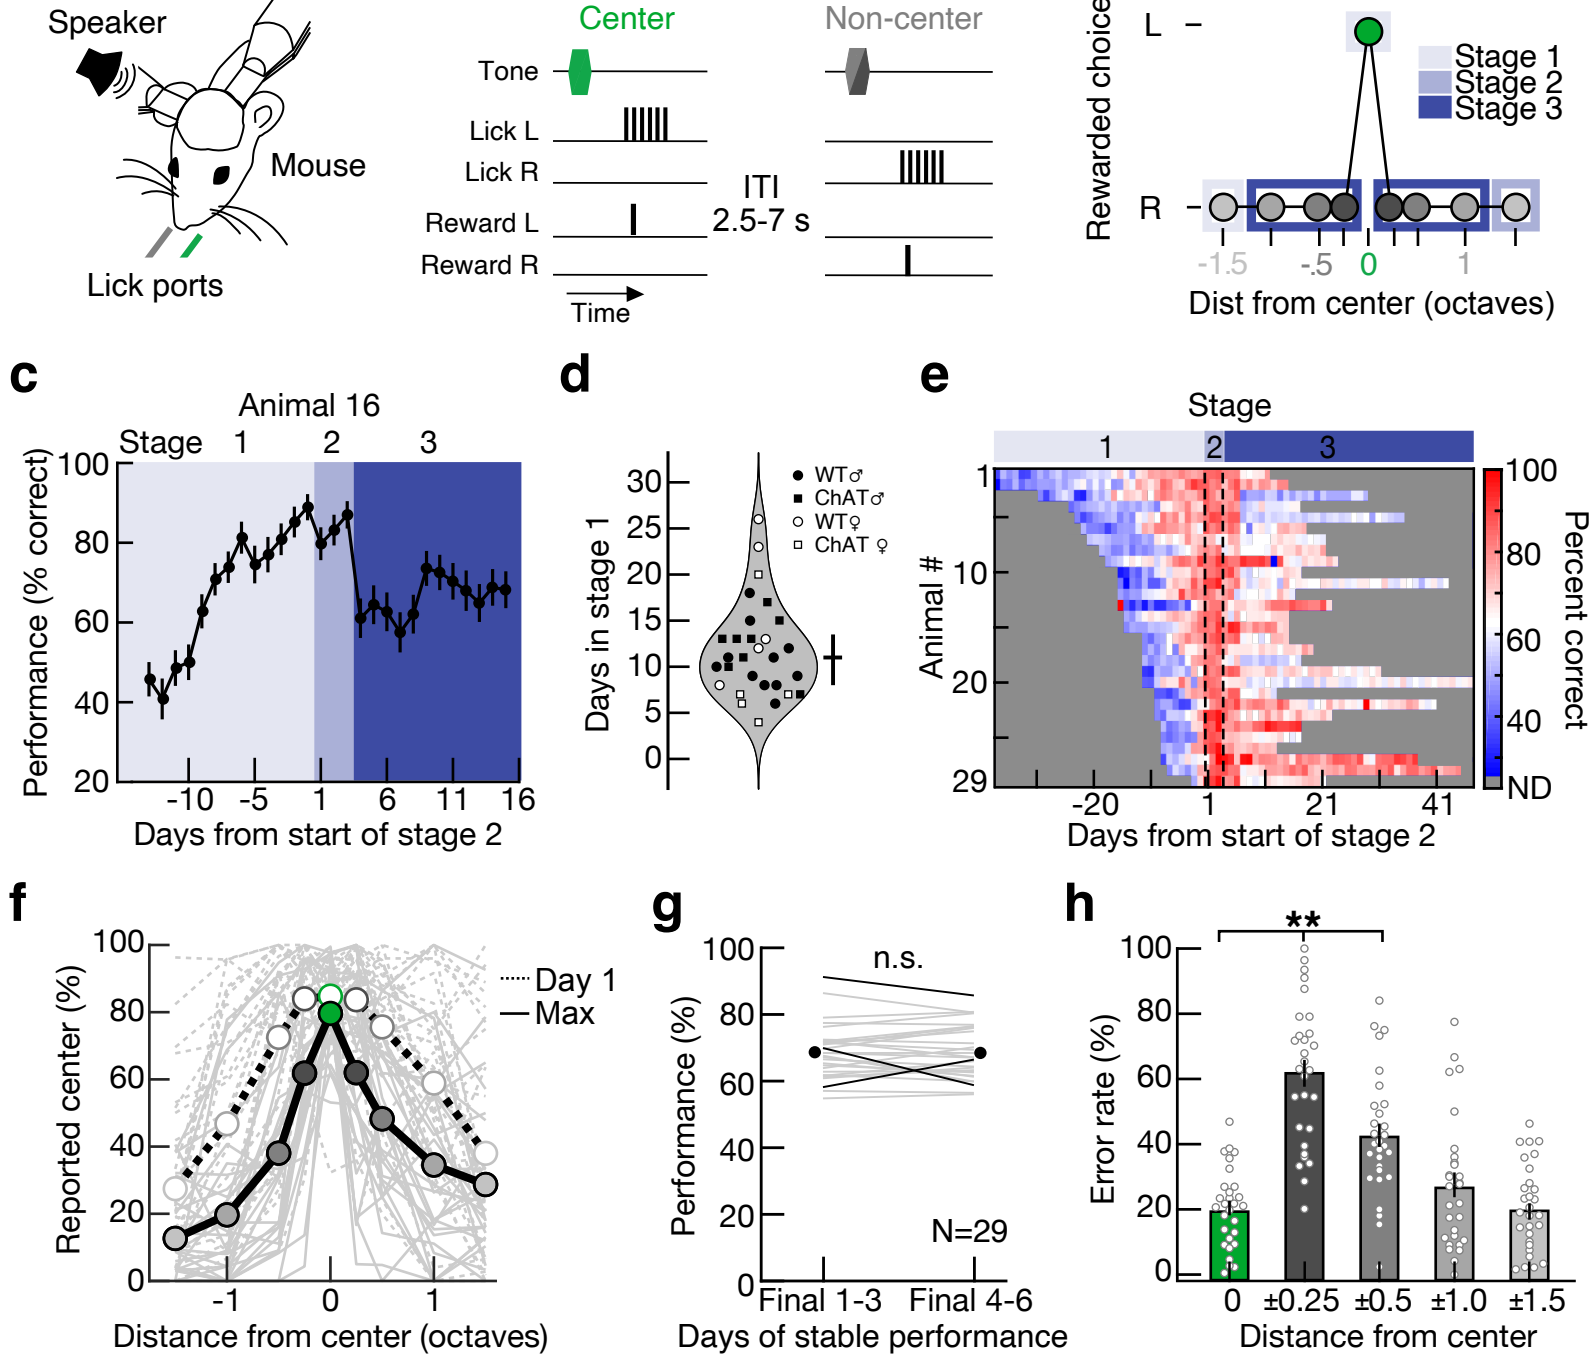 Speaker
Mouse
Lick ports
Center
Non-center
Tone
Lick L
Lick R
Reward L
Reward R
Time
ITI
2.5-7 s
Rewarded choice
L
R
Stage 1
Stage 2
Stage 3
-1.5
-.5
0
1
Dist from center (octaves)
c
Animal 16
Stage 1 2 3
Performance (% correct)
100
80
60
40
20
-10 -5 1 6 11 16
Days from start of stage 2
d
Days in stage 1
30
25
20
15
10
5
0
WT♂
ChAT♂
WT♀
ChAT ♀
e
Stage
1 2 3
Animal #
1
10
20
29
-20 1 21 41
Days from start of stage 2
100
80
60
40
ND
Percent correct
f
Reported center (%)
100
80
60
40
20
0
Day 1
Max
-1 0 1
Distance from center (octaves)
g
Performance (%)
100
80
60
40
20
0
n.s.
N=29
Final 1-3 Final 4-6
Days of stable performance
h
**
Error rate (%)
100
80
60
40
20
0
0 ±0.25 ±0.5 ±1.0 ±1.5
Distance from center